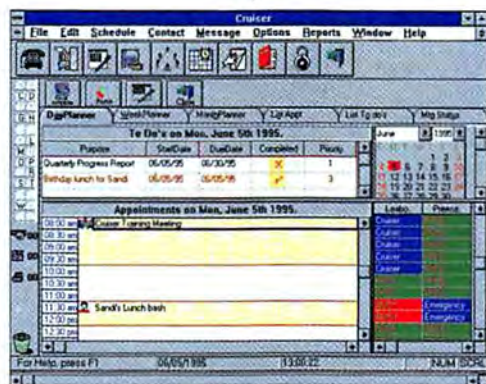 Cruiser
File Edit Schedule Contact Message Options Reports Window Help
DayPlanner WeekPlanner MonthPlanner List Appt List To do's Msg Status
To Do's on Mon, June 5th 1995.
June 1995
Purpose StartDate DueDate Completed Priority
Quarterly Progress Report 06/05/95 06/30/95 X 1
Birthday lunch for Sandi 06/05/95 06/05/95 3
Appointments on Mon, June 5th 1995.
08:00 am Cruiser Training Meeting
09:00 am
09:30 am
10:00 am
10:30 am
11:00 am
11:30 am Sandi's Lunch bash
12:00 pm
12:30 pm
Cruiser
Cruiser
Cruiser
Cruiser
Cruiser
Emergency
Emergency
For Help, press F1 06/05/1995 13:00:22 NUM SCRL